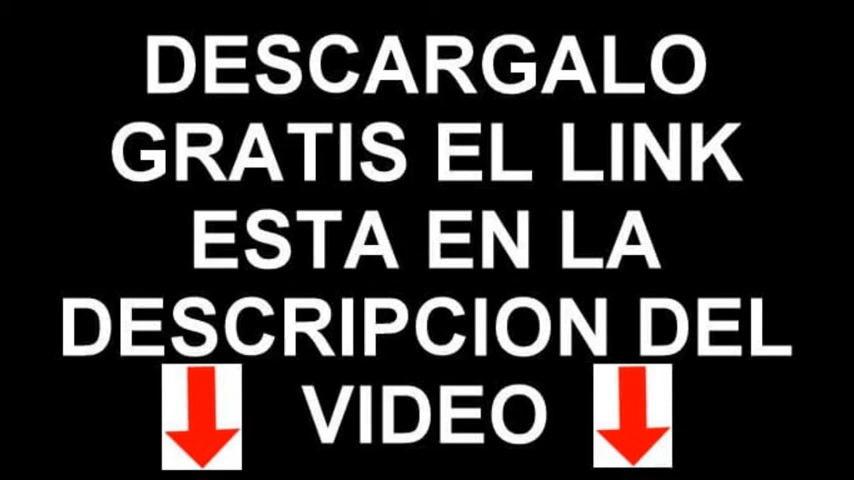 DESCARGALO
GRATIS EL LINK
ESTA EN LA
DESCRIPCION DEL
VIDEO